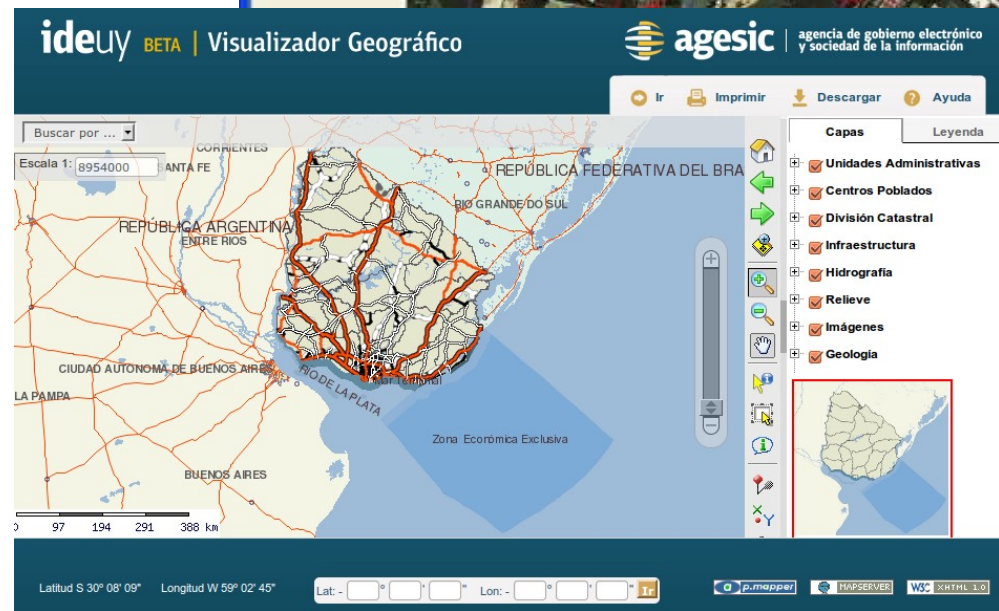 ideuy BETA | Visualizador Geográfico
agesic
agencia de gobierno electrónico
y sociedad de la información
Ir
Imprimir
Descargar
Ayuda
Buscar por ...
Escala 1: 8954000
Capas
Leyenda
Unidades Administrativas
Centros Poblados
División Catastral
Infraestructura
Hidrografía
Relieve
Imágenes
Geología
CORRIENTES
SANTA FE
REPÚBLICA FEDERATIVA DEL BRA
RIO GRANDE DO SUL
REPÚBLICA ARGENTINA
ENTRE RIOS
CIUDAD AUTONOMA DE BUENOS AIRES
RIO DE LA PLATA
Mar Territorial
LA PAMPA
Zona Económica Exclusiva
BUENOS AIRES
97 194 291 388 km
Latitud S 30º 08' 09" Longitud W 59º 02' 45"
Lat: - º ' " Lon: - º ' " Ir
p.mapper
MAPSERVER
W3C XHTML 1.0